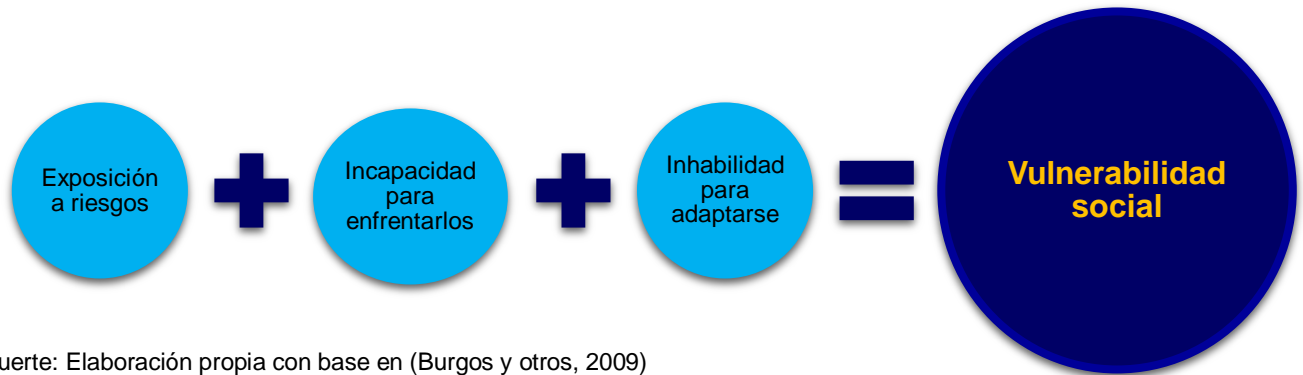 Exposición
a riesgos
Incapacidad
para
enfrentarlos
Inhabilidad
para
adaptarse
Vulnerabilidad
social
uerte: Elaboración propia con base en (Burgos y otros, 2009)